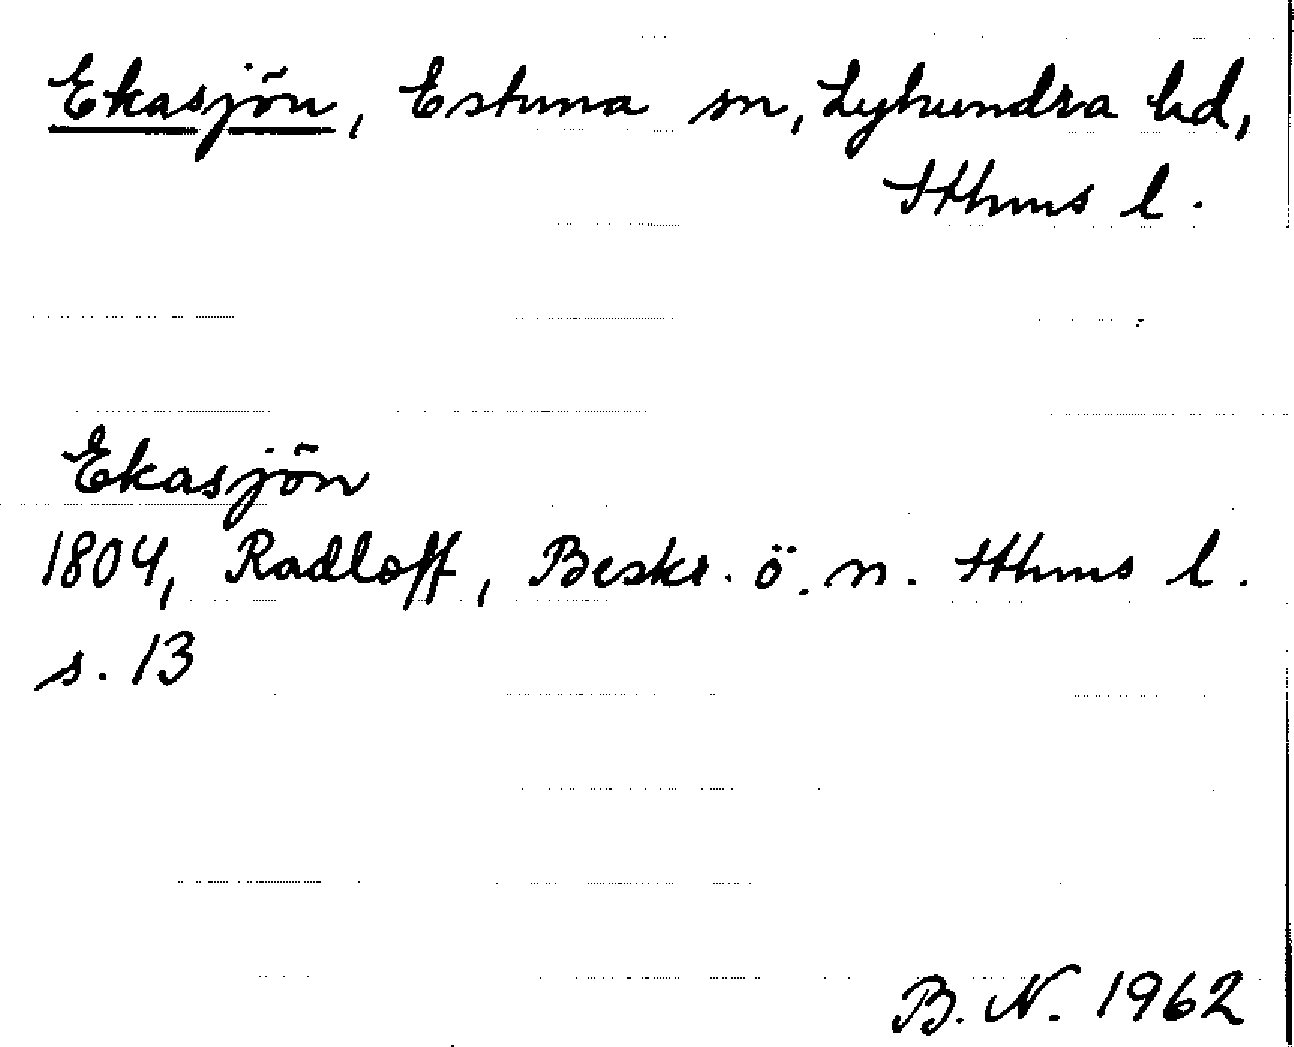 Ekasjön, Estuna sn, Lyhundra hd,
Sthms l.
Ekasjön
1804, Radloff, Beskr. ö. n. Sthms l.
s. 13
B. N. 1962